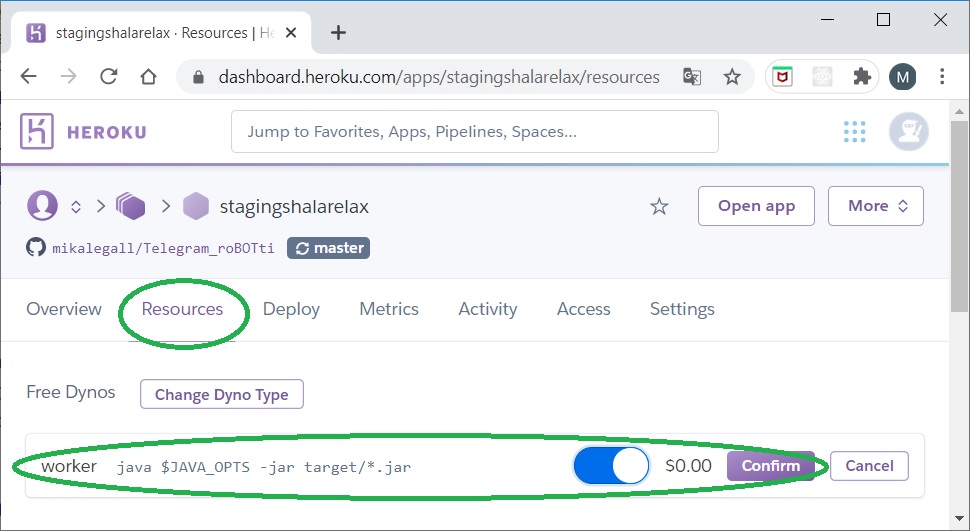 stagingshalarelax · Resources | He
dashboard.heroku.com/apps/stagingshalarelax/resources
M
HEROKU
Jump to Favorites, Apps, Pipelines, Spaces...
stagingshalarelax
Open app
More
mikalegall/Telegram_roBOTti
master
Overview Resources Deploy Metrics Activity Access Settings
Free Dynos
Change Dyno Type
worker java $JAVA_OPTS -jar target/*.jar $0.00 Confirm Cancel